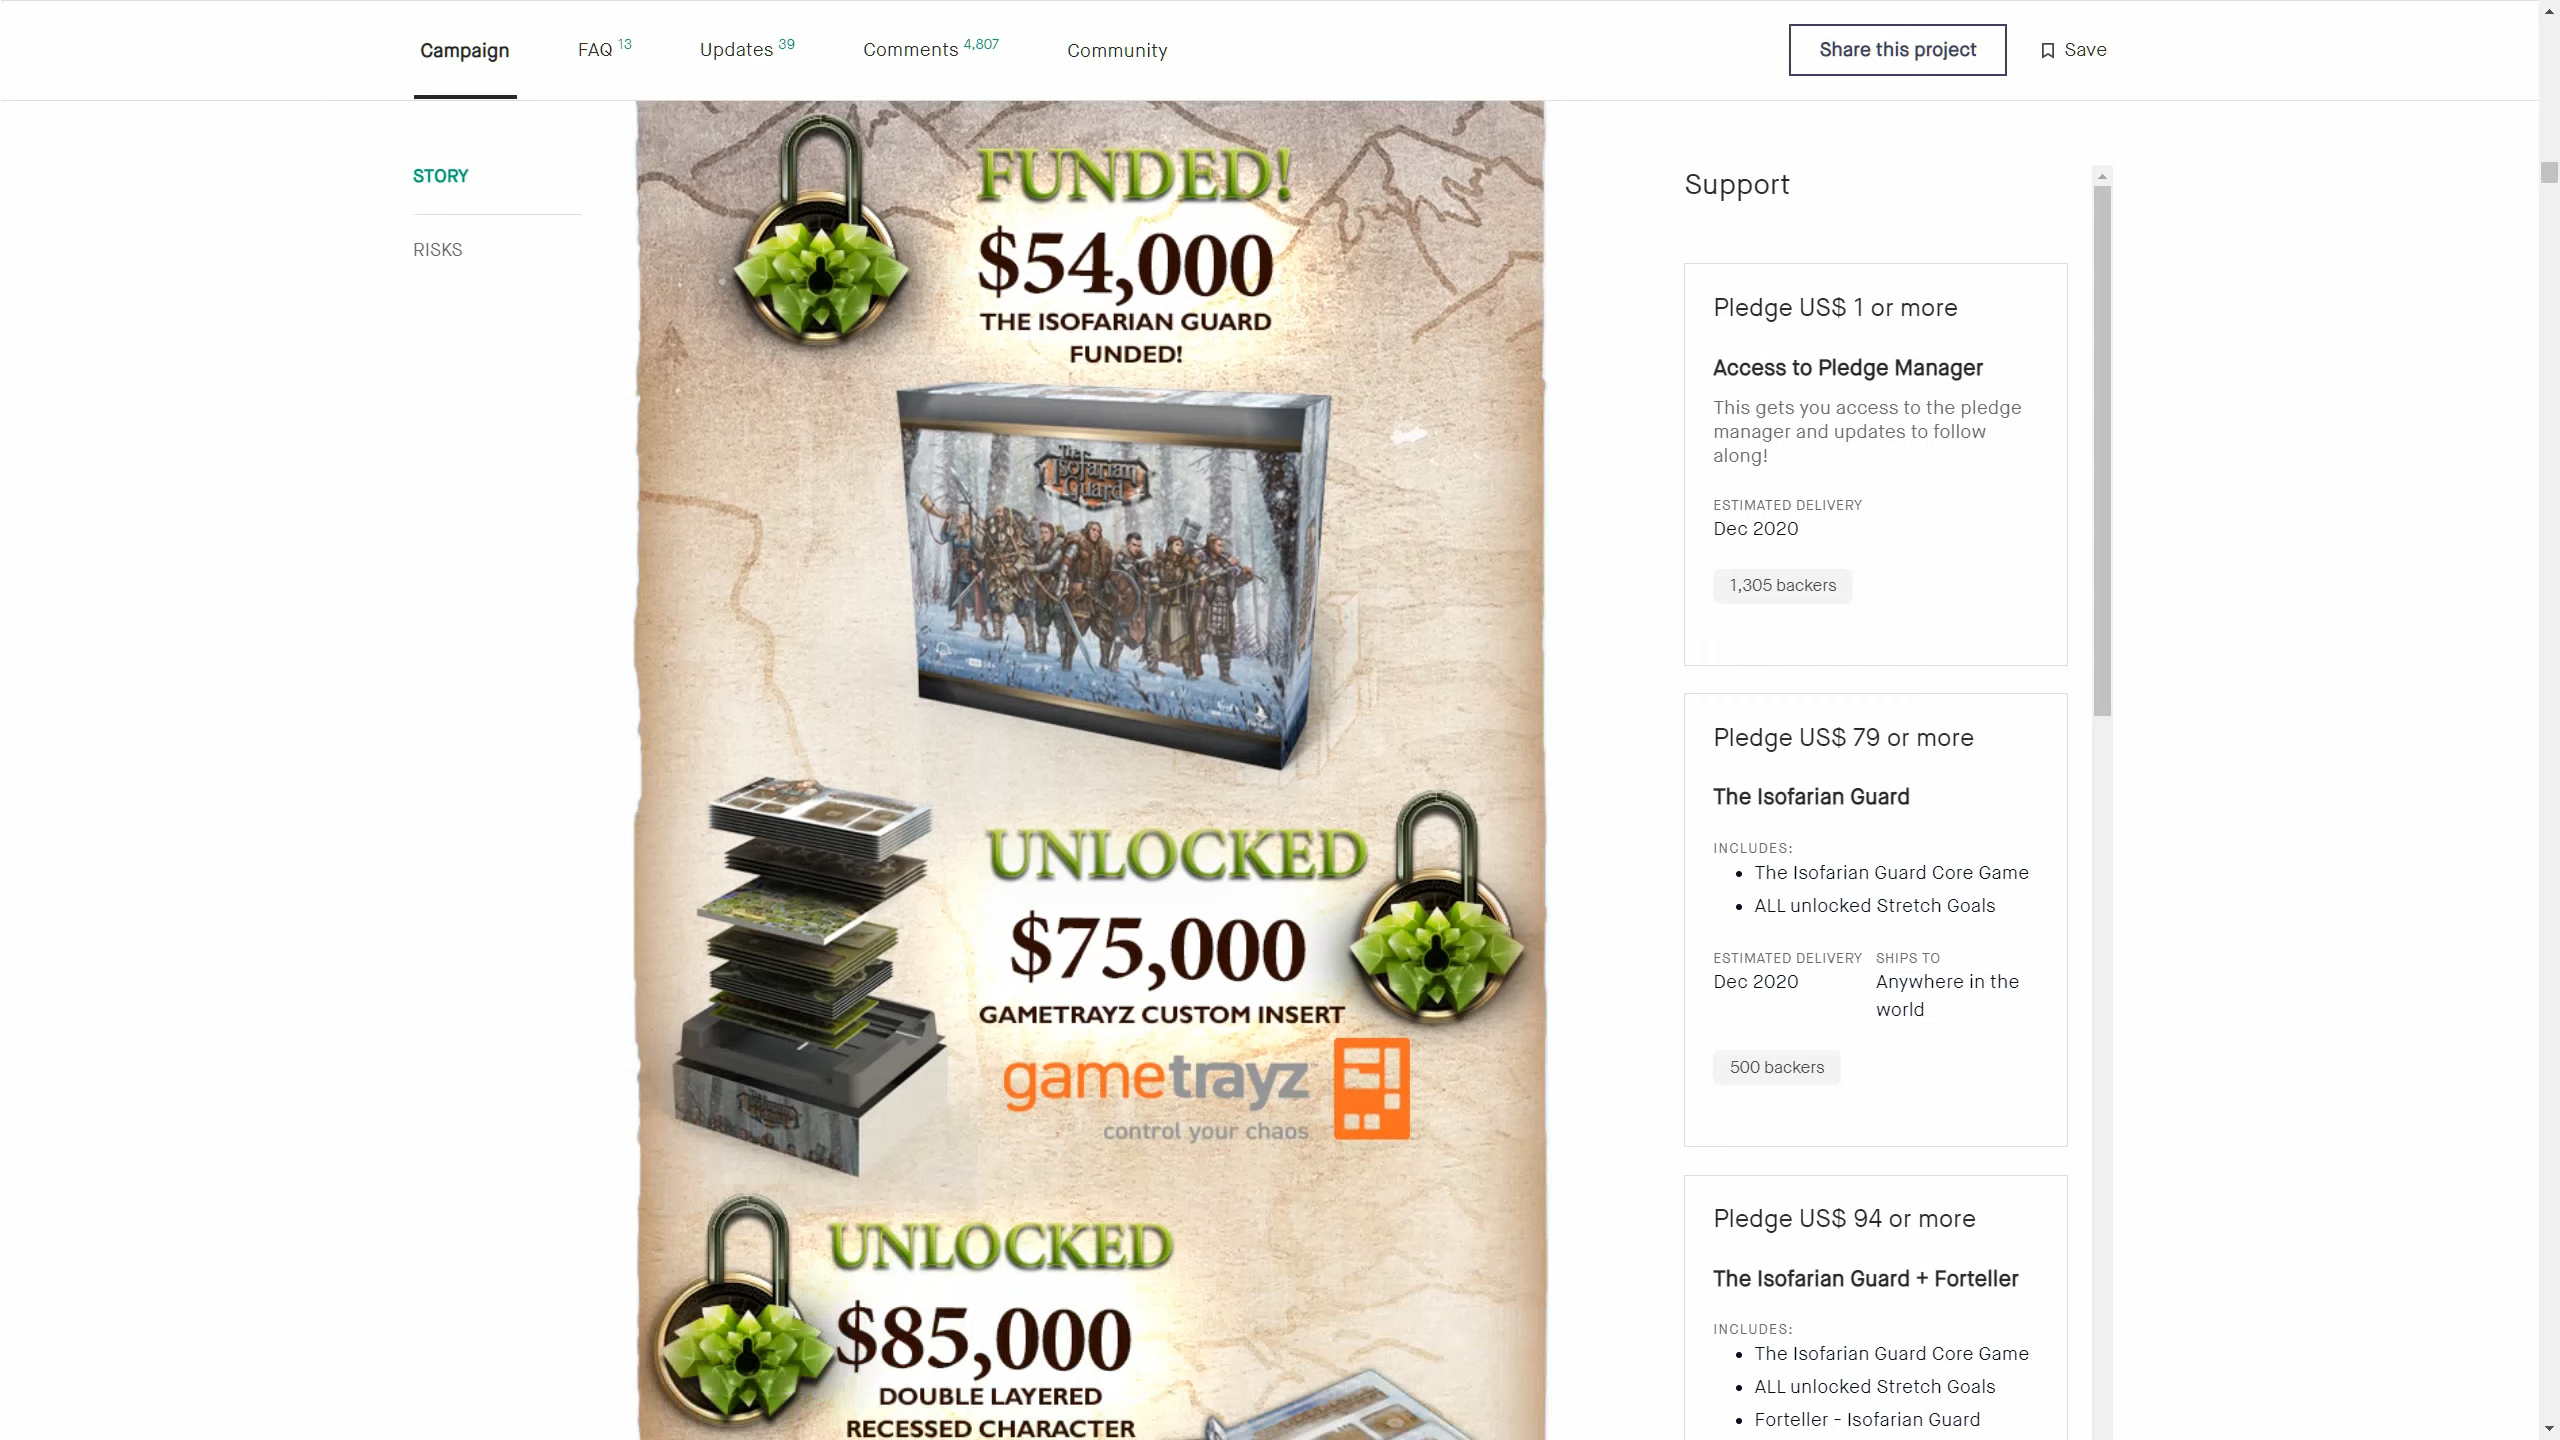 Campaign
FAQ 13
Updates 39
Comments 4,807
Community
Share this project
Save
STORY
RISKS
FUNDED!
$54,000
THE ISOFARIAN GUARD
FUNDED!
The
Isofarian
Guard
UNLOCKED
$75,000
GAMETRAYZ CUSTOM INSERT
gametrayz
control your chaos
UNLOCKED
$85,000
DOUBLE LAYERED
RECESSED CHARACTER
Support
Pledge US$ 1 or more
Access to Pledge Manager
This gets you access to the pledge
manager and updates to follow
along!
ESTIMATED DELIVERY
Dec 2020
1,305 backers
Pledge US$ 79 or more
The Isofarian Guard
INCLUDES:
• The Isofarian Guard Core Game
• ALL unlocked Stretch Goals
ESTIMATED DELIVERY SHIPS TO
Dec 2020 Anywhere in the
world
500 backers
Pledge US$ 94 or more
The Isofarian Guard + Forteller
INCLUDES:
• The Isofarian Guard Core Game
• ALL unlocked Stretch Goals
• Forteller - Isofarian Guard